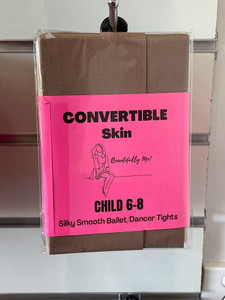 CONVERTIBLE
Skin
Beautifully Me!
CHILD 6-8
Silky Smooth Ballet/Dancer Tights